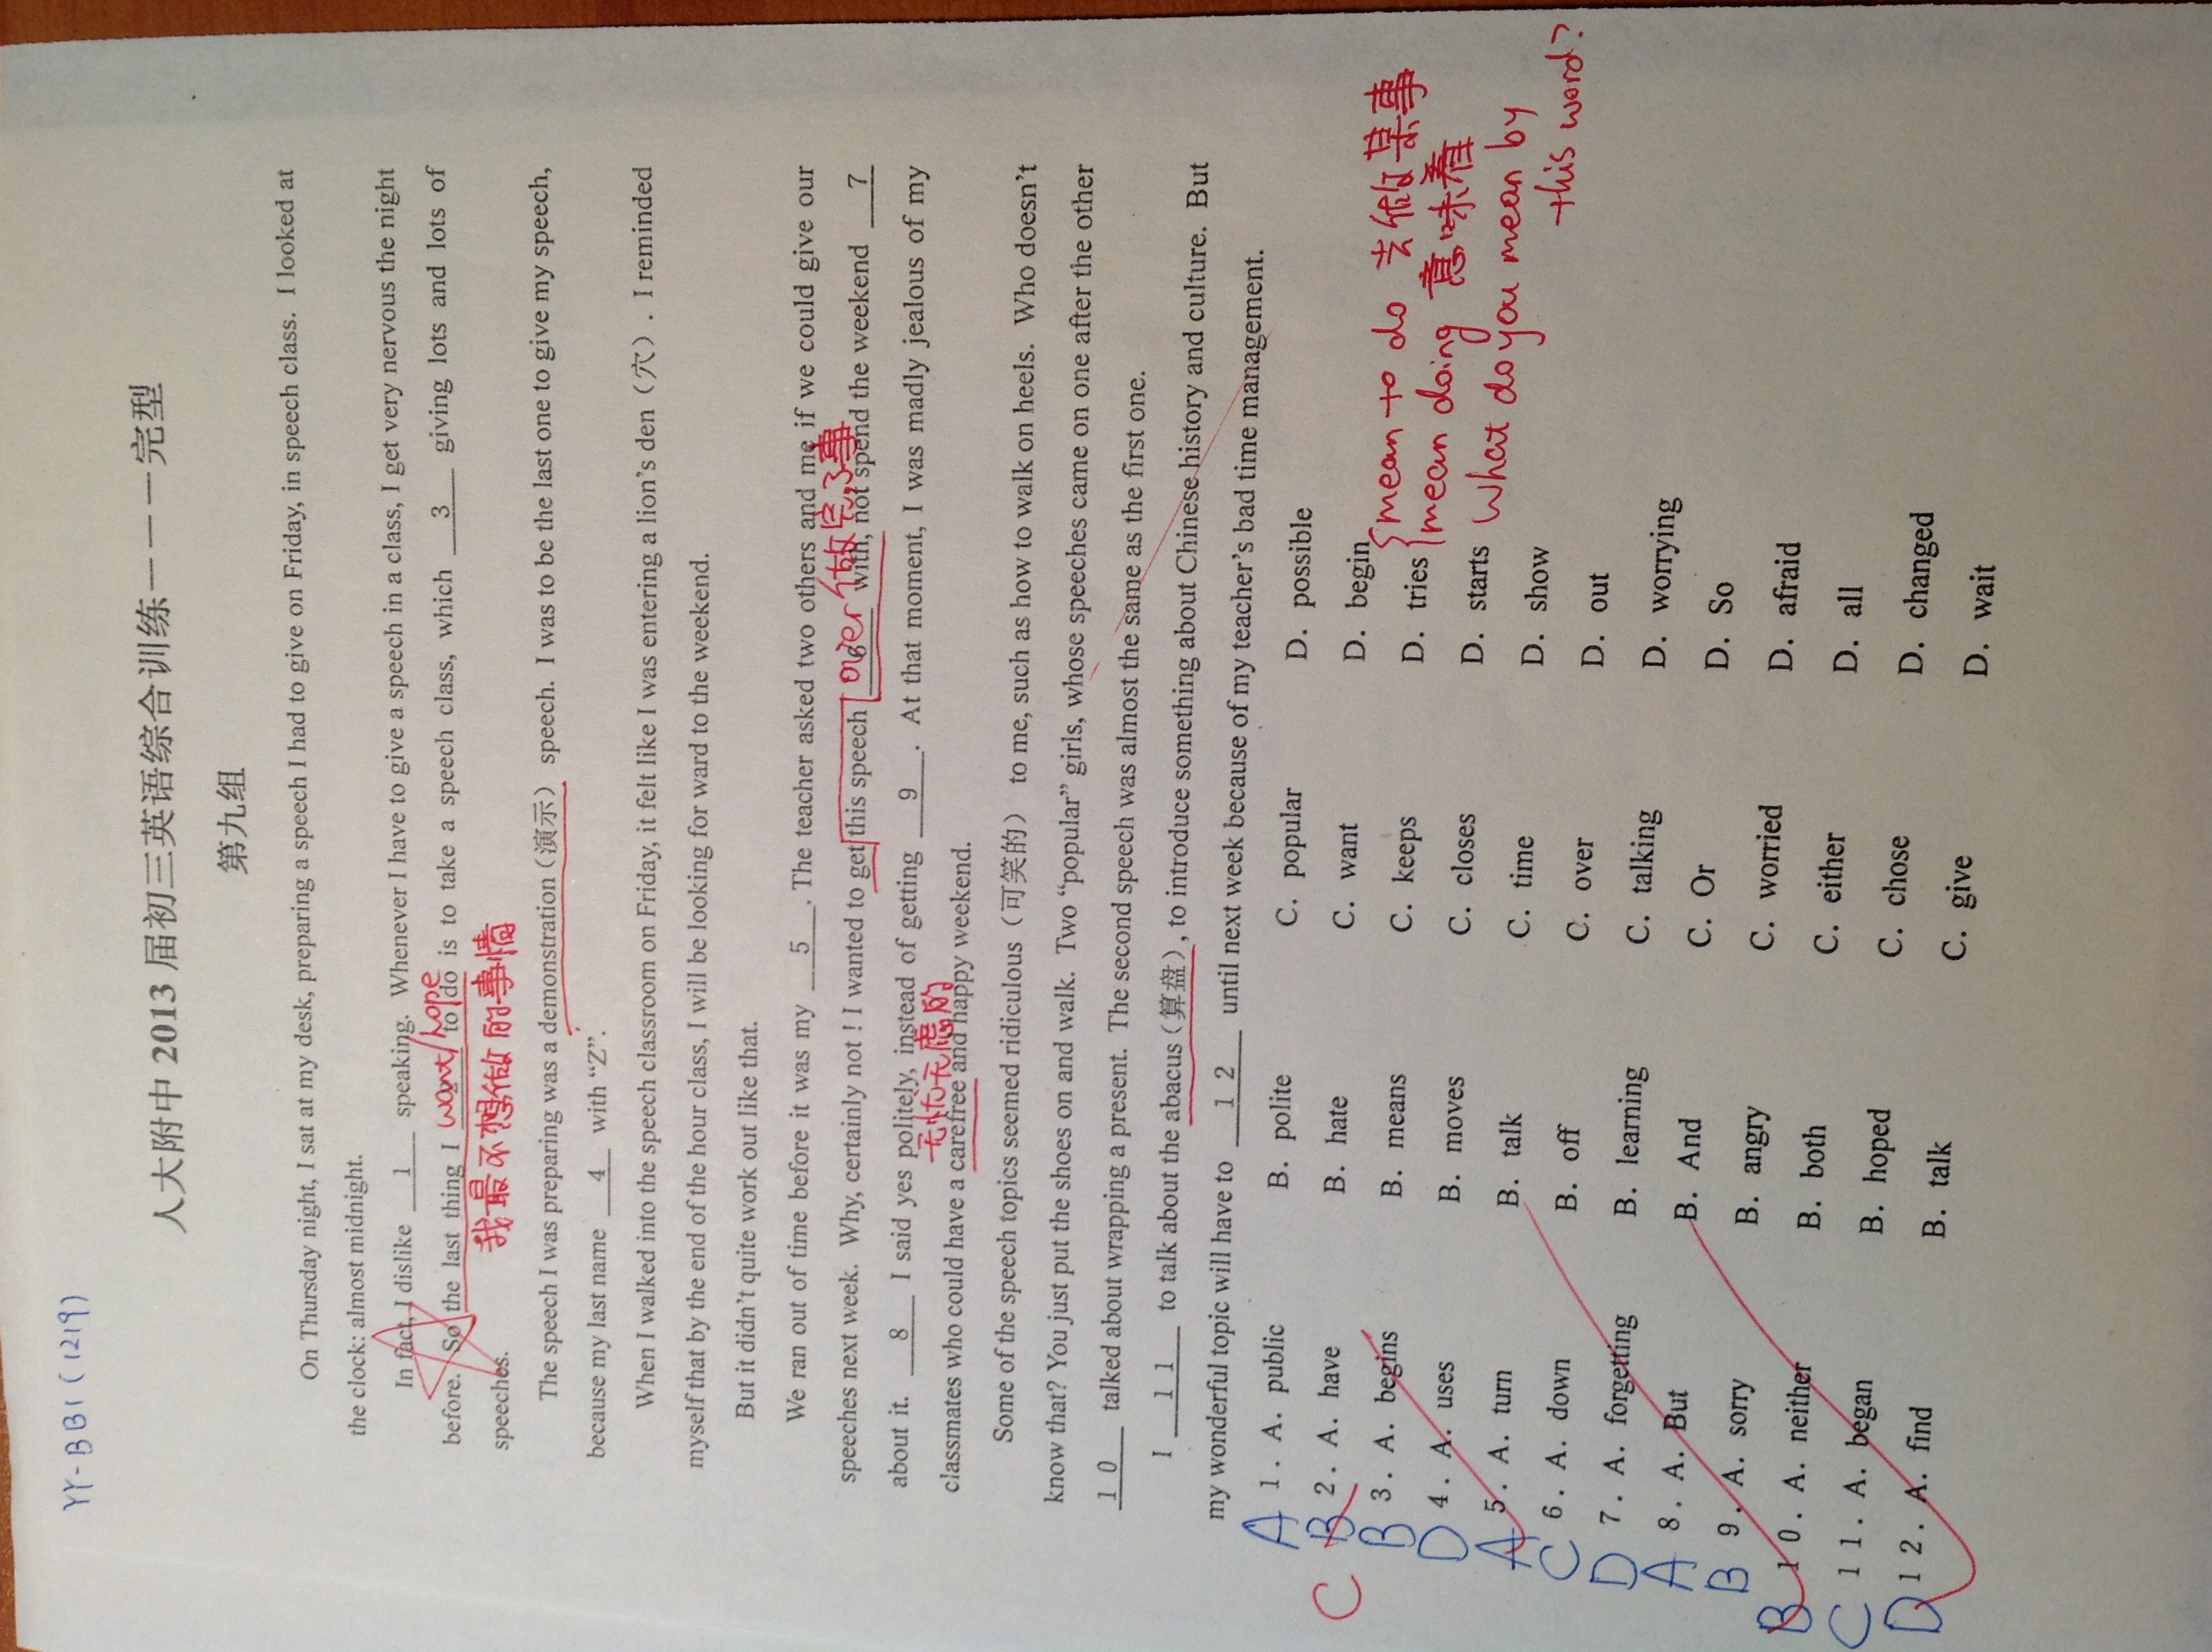 YY-BB1(1219)
人大附中 2013 届初三英语综合训练－－－完型
第九组
On Thursday night, I sat at my desk, preparing a speech I had to give on Friday, in speech class. I looked at
the clock: almost midnight.
In fact, I dislike 1 speaking. Whenever I have to give a speech in a class, I get very nervous the night
want/hope
before. So the last thing I 2 to do is to take a speech class, which 3 giving lots and lots of
speeches. 我最不想做的事情
The speech I was preparing was a demonstration（演示） speech. I was to be the last one to give my speech,
because my last name 4 with “Z”.
When I walked into the speech classroom on Friday, it felt like I was entering a lion’s den（穴）. I reminded
myself that by the end of the hour class, I will be looking for ward to the weekend.
But it didn’t quite work out like that.
We ran out of time before it was my 5 . The teacher asked two others and me if we could give our
over 做完了事
speeches next week. Why, certainly not ! I wanted to get this speech 6 with, not spend the weekend 7
about it. 8 I said yes politely, instead of getting 9 . At that moment, I was madly jealous of my
无忧无虑的
classmates who could have a carefree and happy weekend.
Some of the speech topics seemed ridiculous（可笑的） to me, such as how to walk on heels. Who doesn’t
know that? You just put the shoes on and walk. Two “popular” girls, whose speeches came on one after the other
10 talked about wrapping a present. The second speech was almost the same as the first one.
I 11 to talk about the abacus（算盘）, to introduce something about Chinese history and culture. But
my wonderful topic will have to 12 until next week because of my teacher’s bad time management.
A 1. A. public B. polite C. popular D. possible
C B 2. A. have B. hate C. want D. begin
B 3. A. begins B. means C. keeps D. tries
mean to do 去做某事
mean doing 意味着
D 4. A. uses B. moves C. closes D. starts
What do you mean by
this word?
A 5. A. turn B. talk C. time D. show
C 6. A. down B. off C. over D. out
D 7. A. forgetting B. learning C. talking D. worrying
A 8. A. But B. And C. Or D. So
B 9. A. sorry B. angry C. worried D. afraid
B 10. A. neither B. both C. either D. all
C 11. A. began B. hoped C. chose D. changed
D 12. A. find B. talk C. give D. wait